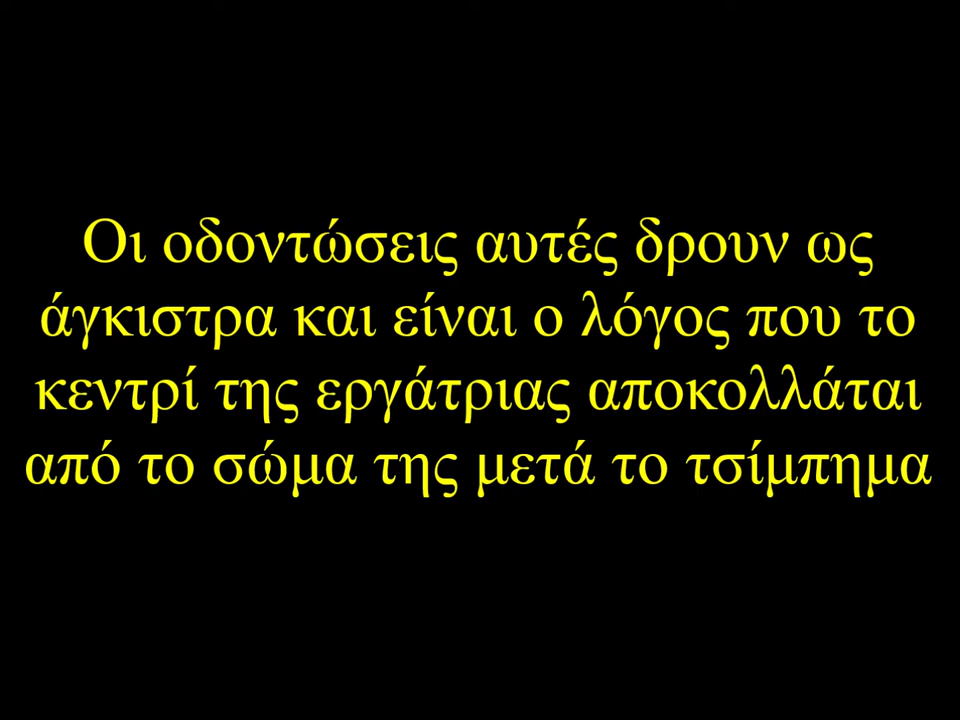 Οι οδοντώσεις αυτές δρουν ως
άγκιστρα και είναι ο λόγος που το
κεντρί της εργάτριας αποκολλάται
από το σώμα της μετά το τσίμπημα